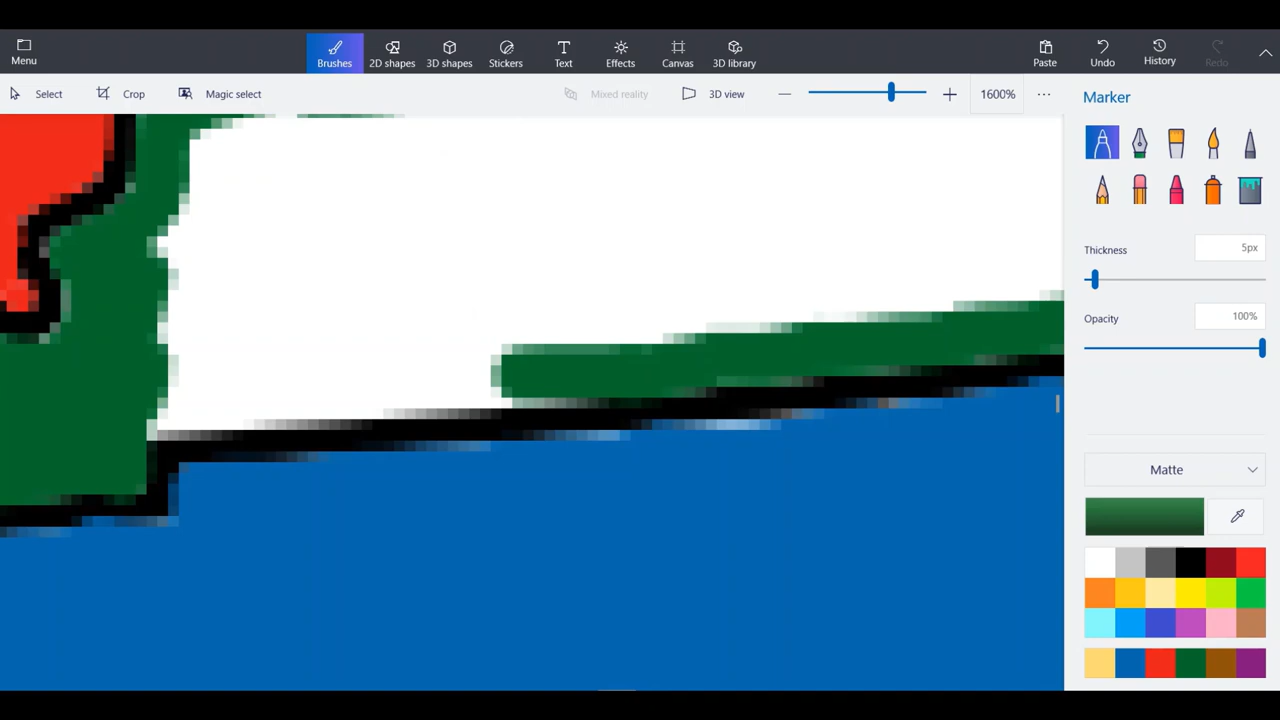 Menu
Brushes
2D shapes
3D shapes
Stickers
Text
Effects
Canvas
3D library
Paste
Undo
History
Redo
Select
Crop
Magic select
Mixed reality
3D view
1600%
Marker
Thickness
5px
Opacity
100%
Matte